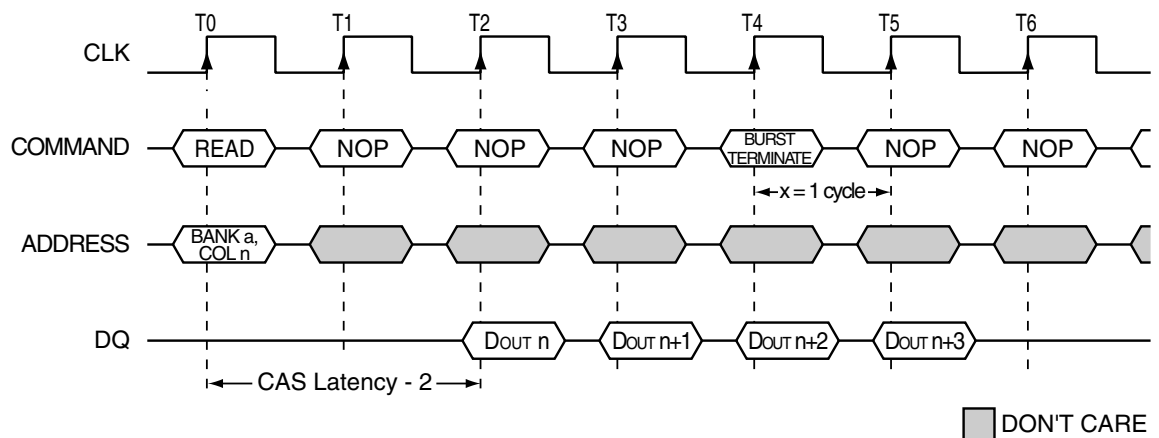 T0 T1 T2 T3 T4 T5 T6
CLK
COMMAND READ NOP NOP NOP BURST TERMINATE NOP NOP
x = 1 cycle
ADDRESS BANK a, COL n
DQ DOUT n DOUT n+1 DOUT n+2 DOUT n+3
CAS Latency - 2
DON'T CARE